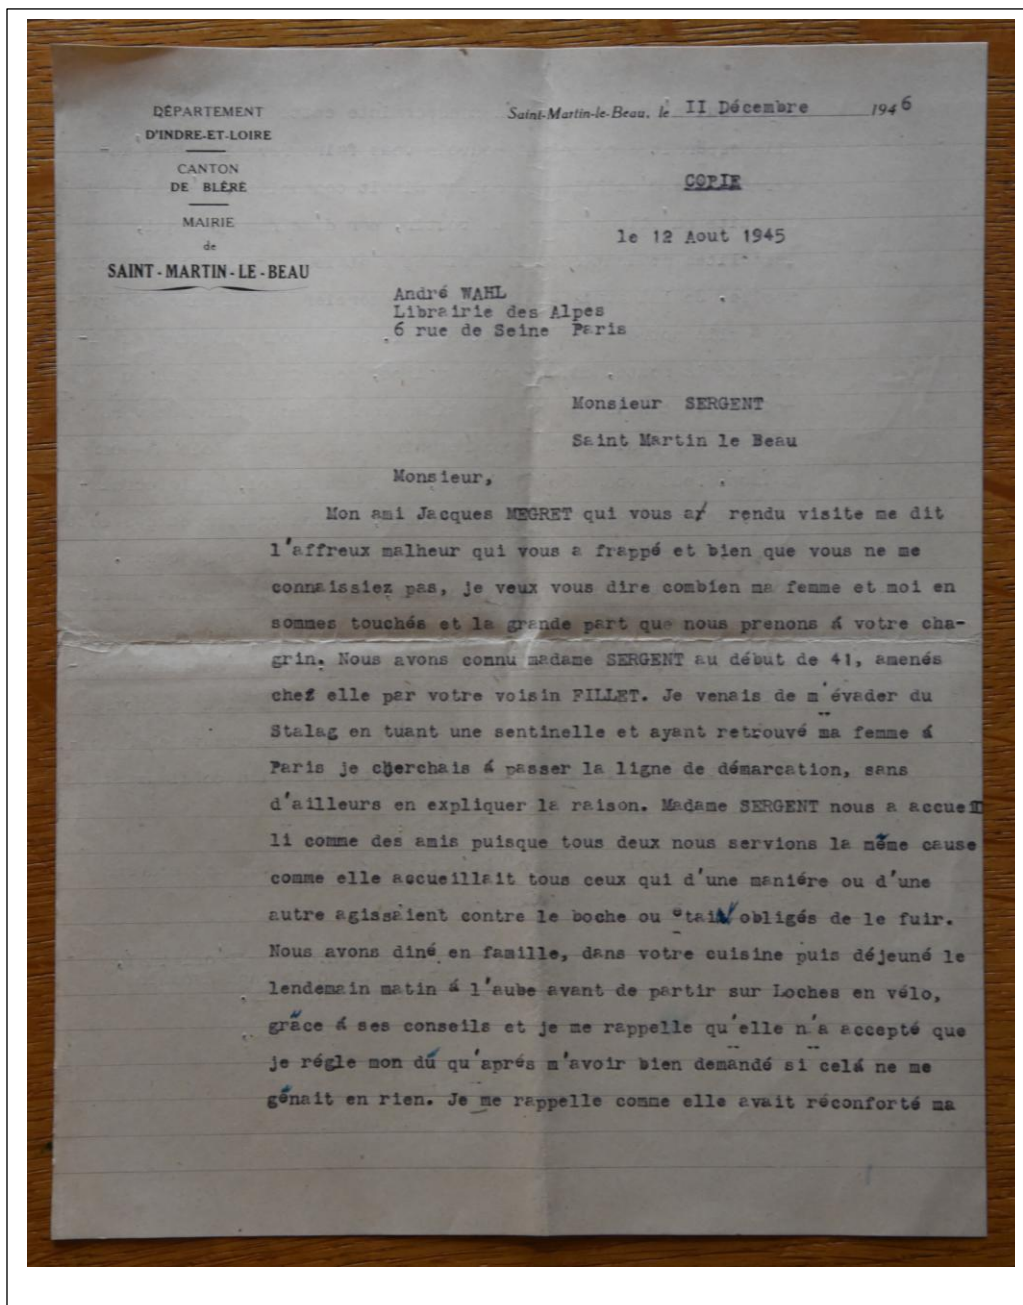 DÉPARTEMENT
D'INDRE-ET-LOIRE
CANTON
DE BLÉRÉ
MAIRIE
de
SAINT-MARTIN-LE-BEAU
Saint-Martin-le-Beau, le II Décembre 1946
COPIE
le 12 Aout 1945
André WAHL
Librairie des Alpes
6 rue de Seine Paris
Monsieur SERGENT
Saint Martin le Beau
Monsieur,
Mon ami Jacques MEGRET qui vous a rendu visite me dit
l'affreux malheur qui vous a frappé et bien que vous ne me
connaissiez pas, je veux vous dire combien ma femme et moi en
sommes touchés et la grande part que nous prenons á votre cha-
grin. Nous avons connu madame SERGENT au début de 41, amenés
chez elle par votre voisin FILLET. Je venais de m'évader du
Stalag en tuant une sentinelle et ayant retrouvé ma femme á
Paris je cherchais á passer la ligne de démarcation, sans
d'ailleurs en expliquer la raison. Madame SERGENT nous a accueil
li comme des amis puisque tous deux nous servions la même cause
comme elle accueillait tous ceux qui d'une maniére ou d'une
autre agissaient contre le boche ou obligés de le fuir.
Nous avons diné en famille, dans votre cuisine puis déjeuné le
lendemain matin á l'aube avant de partir sur Loches en vélo,
grâce á ses conseils et je me rappelle qu'elle n'a accepté que
je régle mon dû qu'aprés m'avoir bien demandé si celá ne me
gênait en rien. Je me rappelle comme elle avait réconforté ma